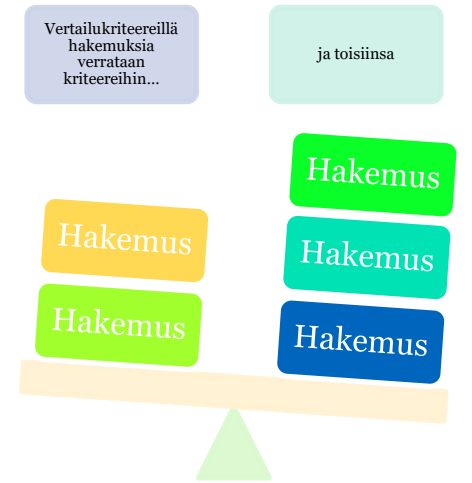 Vertailukriteereillä
hakemuksia
verrataan
kriteereihin...
ja toisiinsa
Hakemus
Hakemus
Hakemus
Hakemus
Hakemus